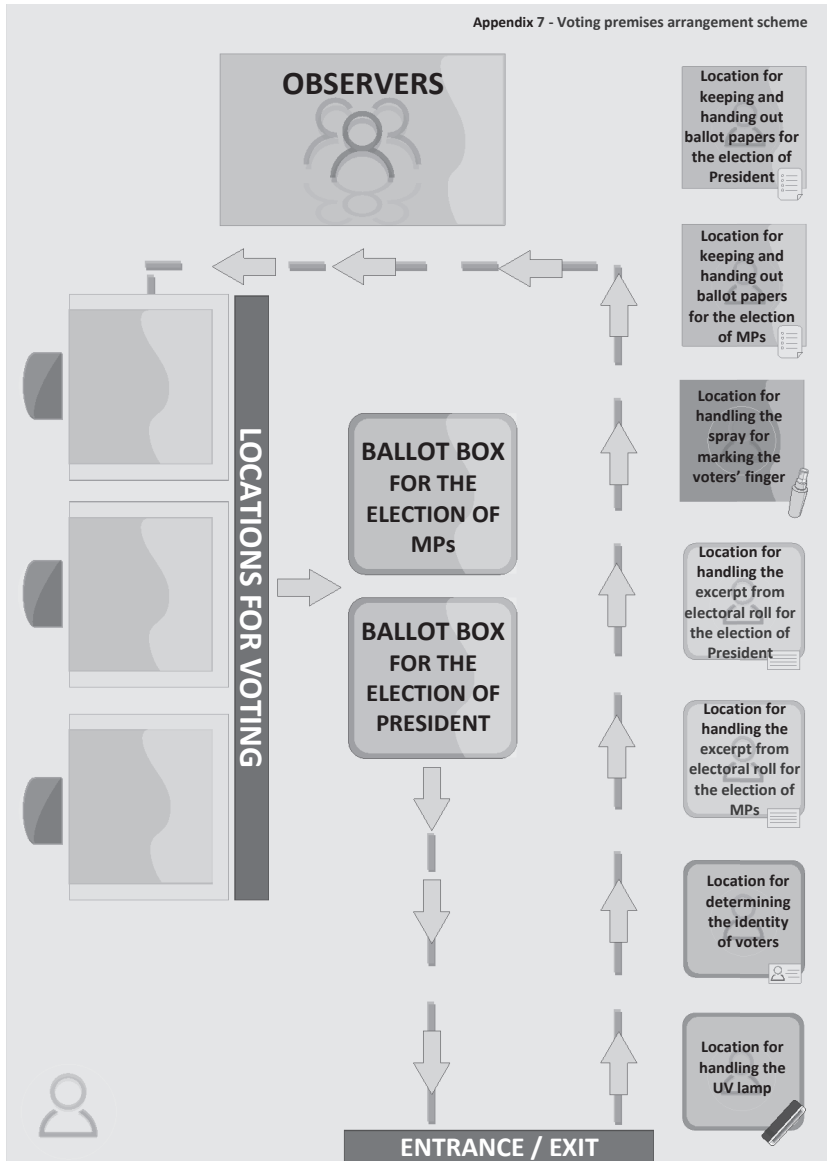 Appendix 7 - Voting premises arrangement scheme
OBSERVERS
Location for
keeping and
handing out
ballot papers for
the election of
President
Location for
keeping and
handing out
ballot papers
for the election
of MPs
Location for
handling the
spray for
marking the
voters’ finger
LOCATIONS FOR VOTING
BALLOT BOX
FOR THE
ELECTION OF
MPs
Location for
handling the
excerpt from
electoral roll for
the election of
President
BALLOT BOX
FOR THE
ELECTION OF
PRESIDENT
Location for
handling the
excerpt from
electoral roll for
the election of
MPs
Location for
determining
the identity
of voters
Location for
handling the
UV lamp
ENTRANCE / EXIT